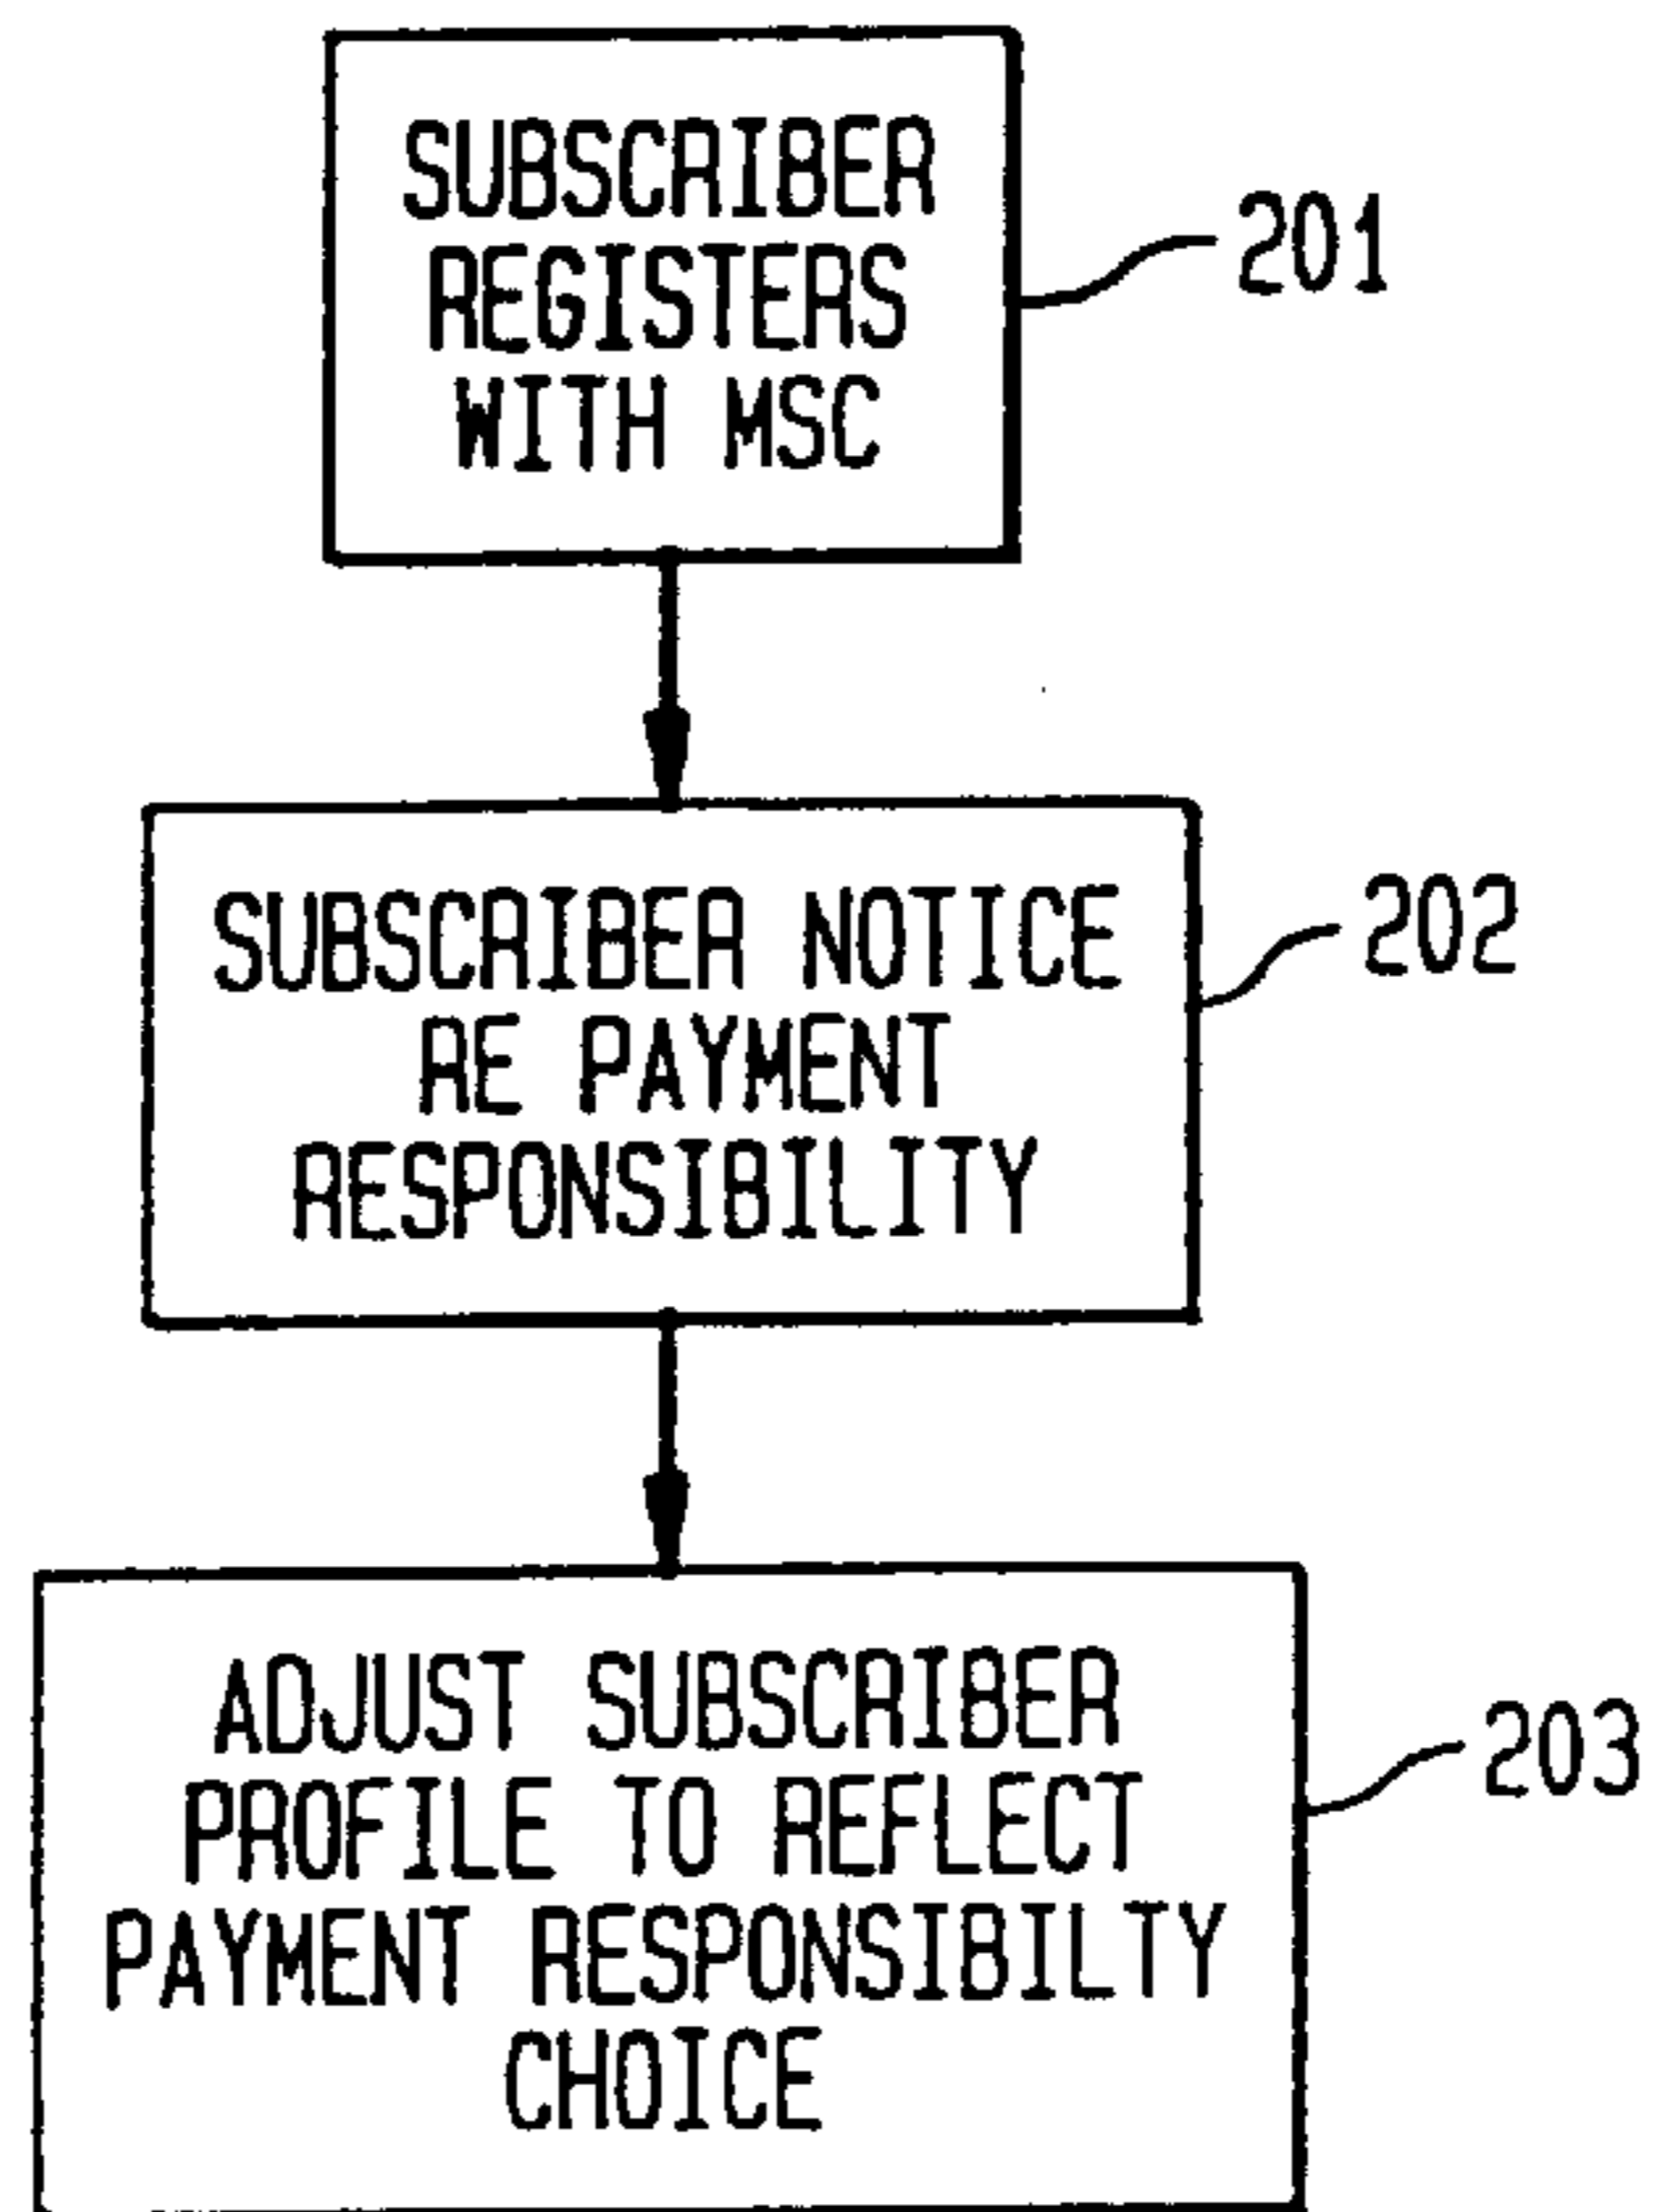 SUBSCRIBER
REGISTERS
WITH MSC
201
SUBSCRIBER NOTICE
RE PAYMENT
RESPONSIBILITY
202
ADJUST SUBSCRIBER
PROFILE TO REFLECT
PAYMENT RESPONSIBILTY
CHOICE
203